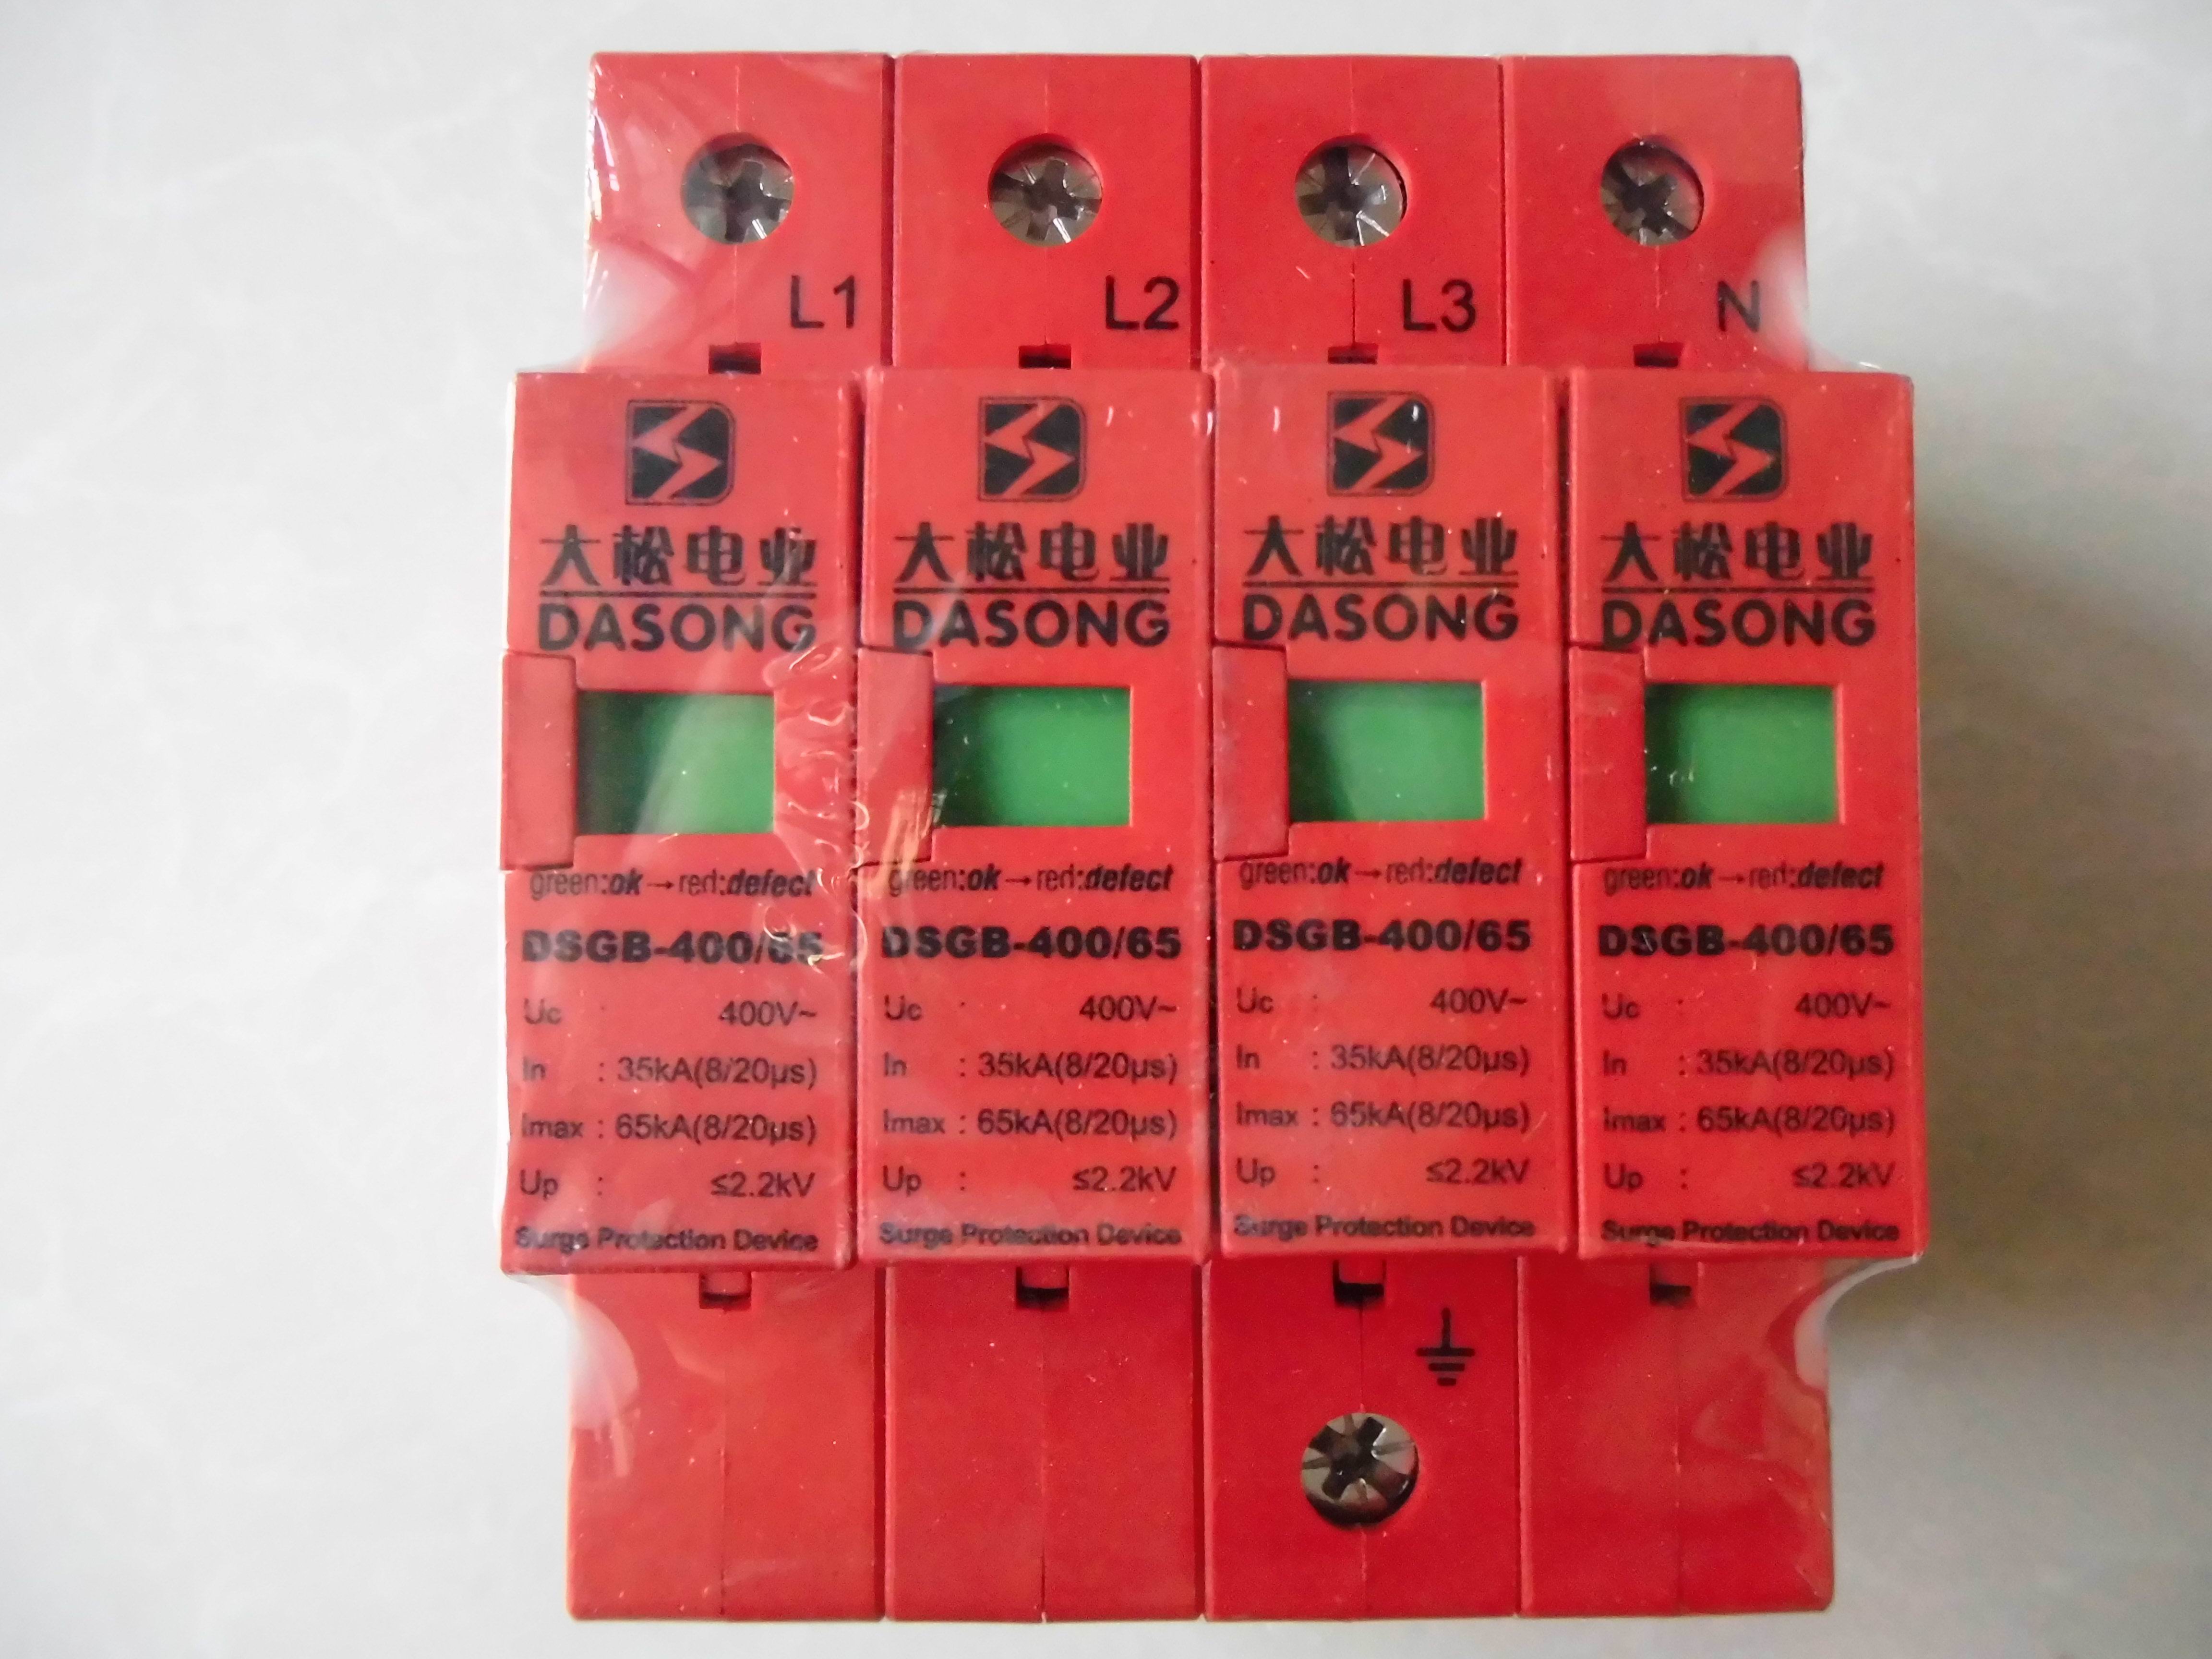 L1 L2 L3 N
大松电业 大松电业 大松电业 大松电业
DASONG DASONG DASONG DASONG
green:ok→red:defect green:ok→red:defect green:ok→red:defect green:ok→red:defect
DSGB-400/65 DSGB-400/65 DSGB-400/65 DSGB-400/65
Uc : 400V~ Uc : 400V~ Uc : 400V~ Uc : 400V~
In : 35kA(8/20µs) In : 35kA(8/20µs) In : 35kA(8/20µs) In : 35kA(8/20µs)
Imax : 65kA(8/20µs) Imax : 65kA(8/20µs) Imax : 65kA(8/20µs) Imax : 65kA(8/20µs)
Up : ≤2.2kV Up : ≤2.2kV Up : ≤2.2kV Up : ≤2.2kV
Surge Protection Device Surge Protection Device Surge Protection Device Surge Protection Device